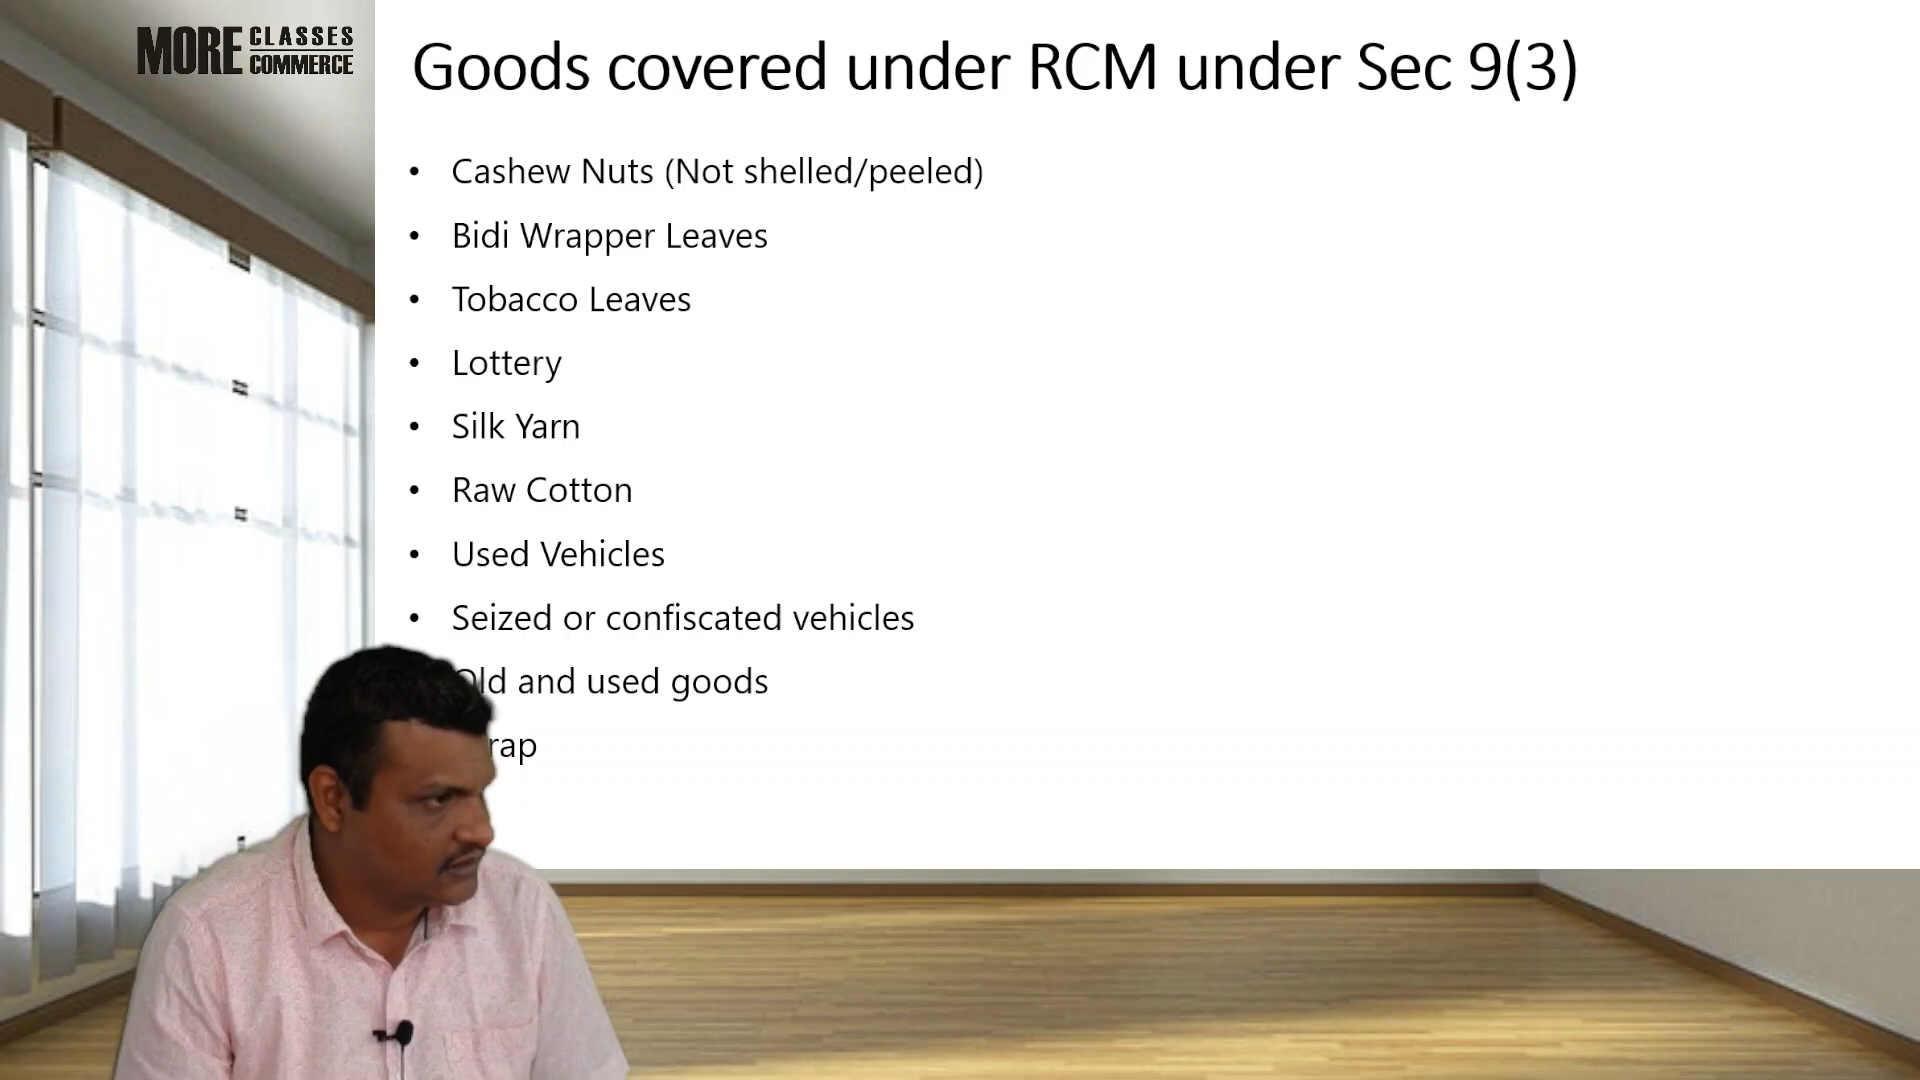 MORE CLASSES COMMERCE
Goods covered under RCM under Sec 9(3)
• Cashew Nuts (Not shelled/peeled)
• Bidi Wrapper Leaves
• Tobacco Leaves
• Lottery
• Silk Yarn
• Raw Cotton
• Used Vehicles
• Seized or confiscated vehicles
Old and used goods